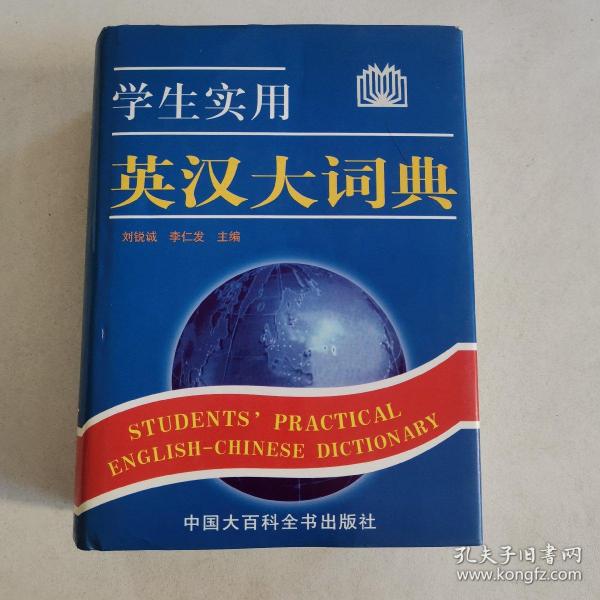 学生实用
英汉大词典
刘锐诚 李仁发 主编
STUDENTS' PRACTICAL
ENGLISH-CHINESE DICTIONARY
中国大百科全书出版社
孔夫子旧书网
www.kongfz.com